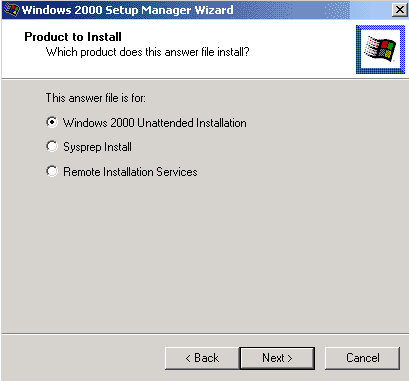 Windows 2000 Setup Manager Wizard
Product to Install
Which product does this answer file install?
This answer file is for:
Windows 2000 Unattended Installation
Sysprep Install
Remote Installation Services
< Back
Next >
Cancel